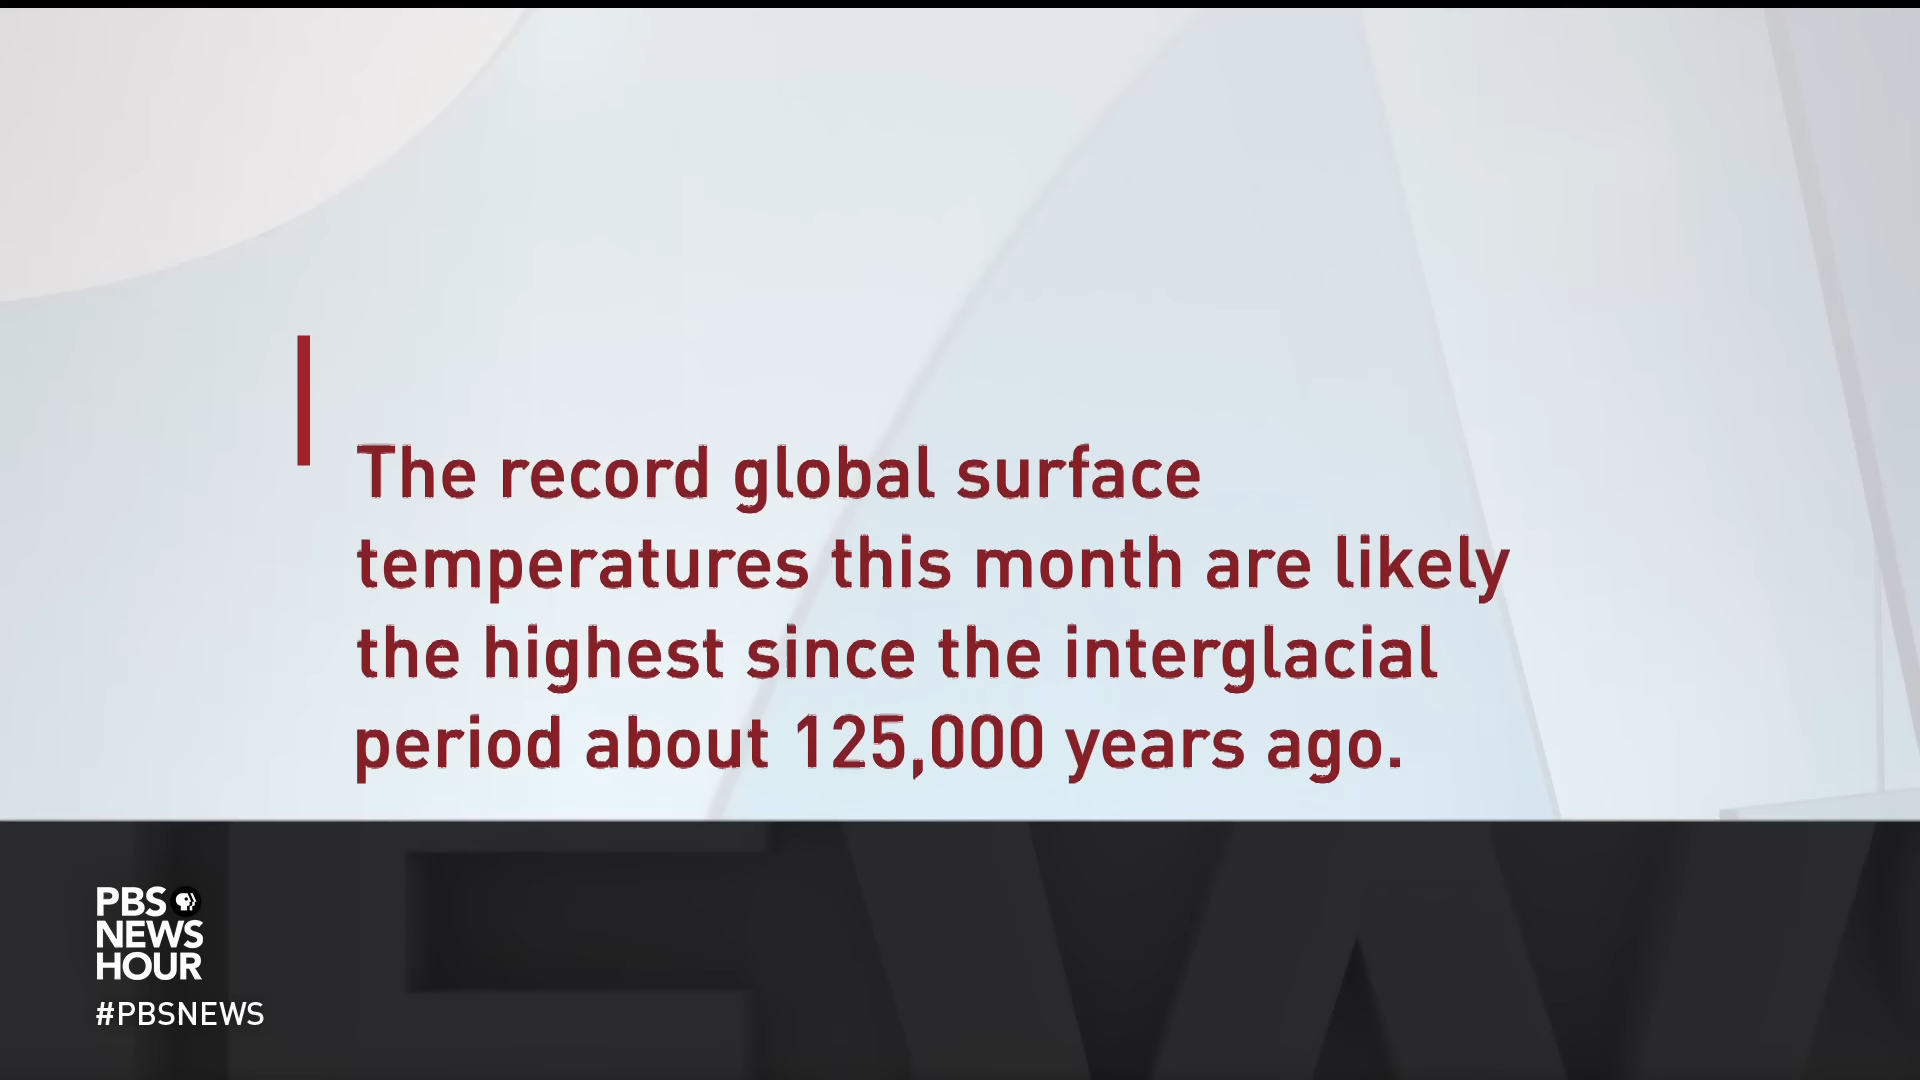 The record global surface
temperatures this month are likely
the highest since the interglacial
period about 125,000 years ago.
PBS
NEWS
HOUR
#PBSNEWS